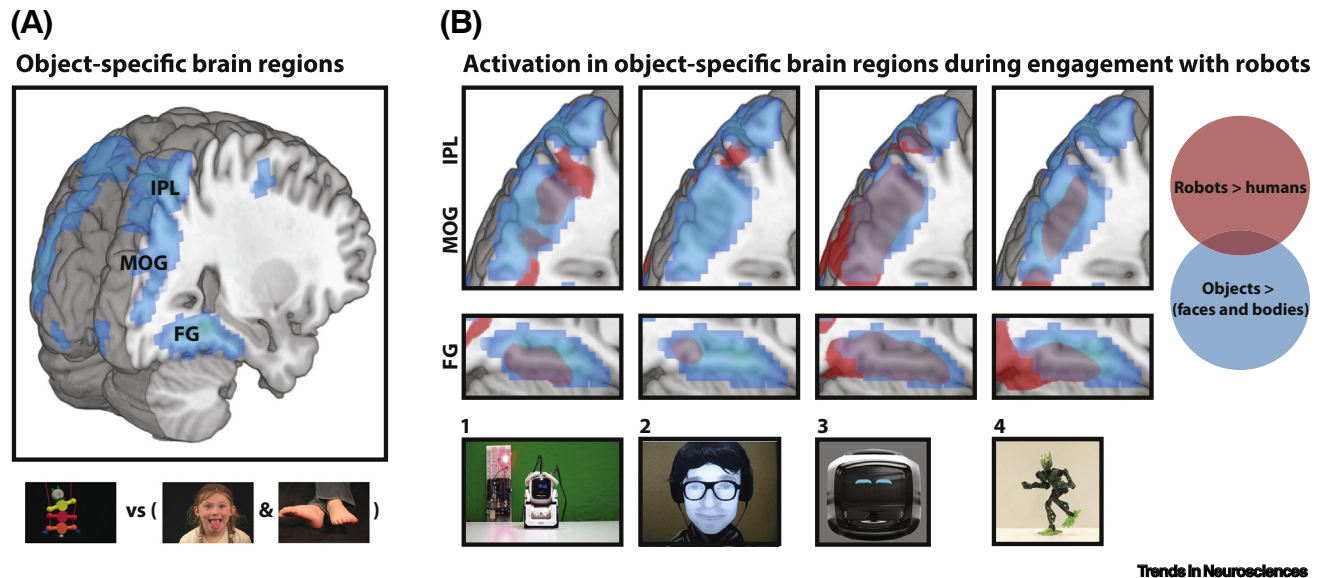 (A)
Object-specific brain regions
IPL
MOG
FG
vs (
&
)
(B)
Activation in object-specific brain regions during engagement with robots
IPL
MOG
FG
Robots > humans
Objects >
(faces and bodies)
1
2
3
4
Trends in Neurosciences